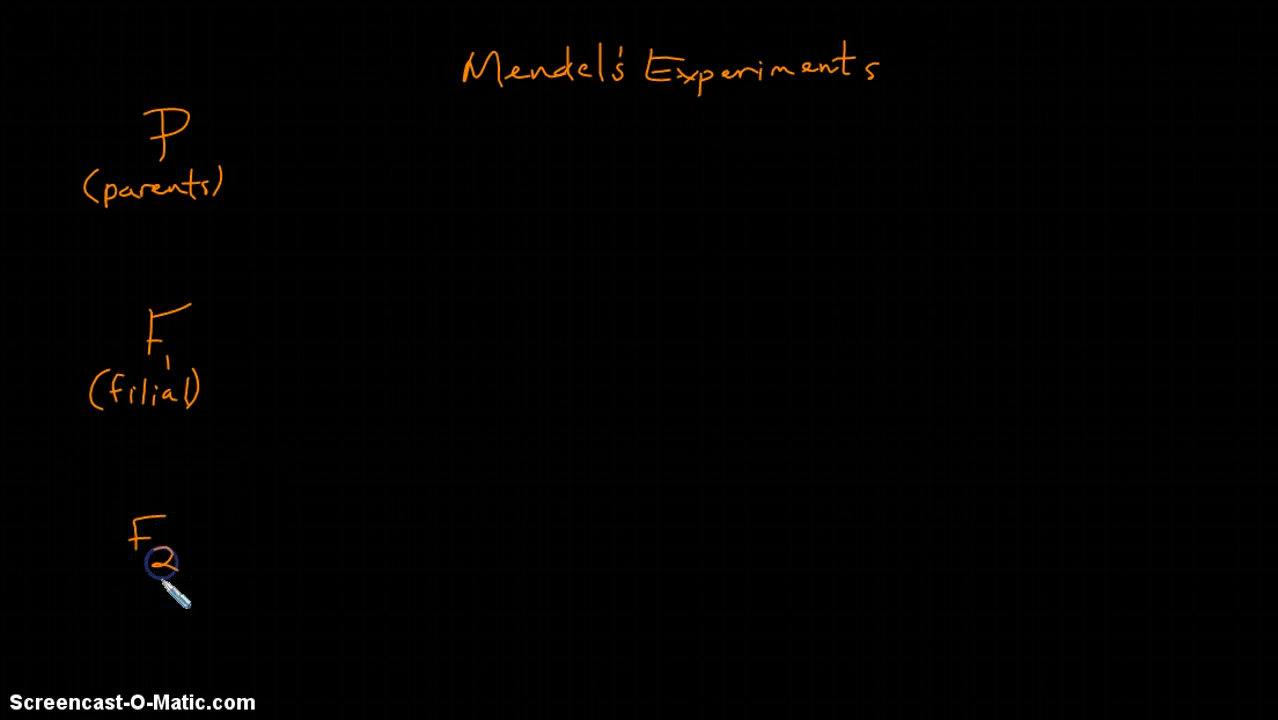 Mendel's Experiments
P
(parents)
F1
(filial)
F2
Screencast-O-Matic.com